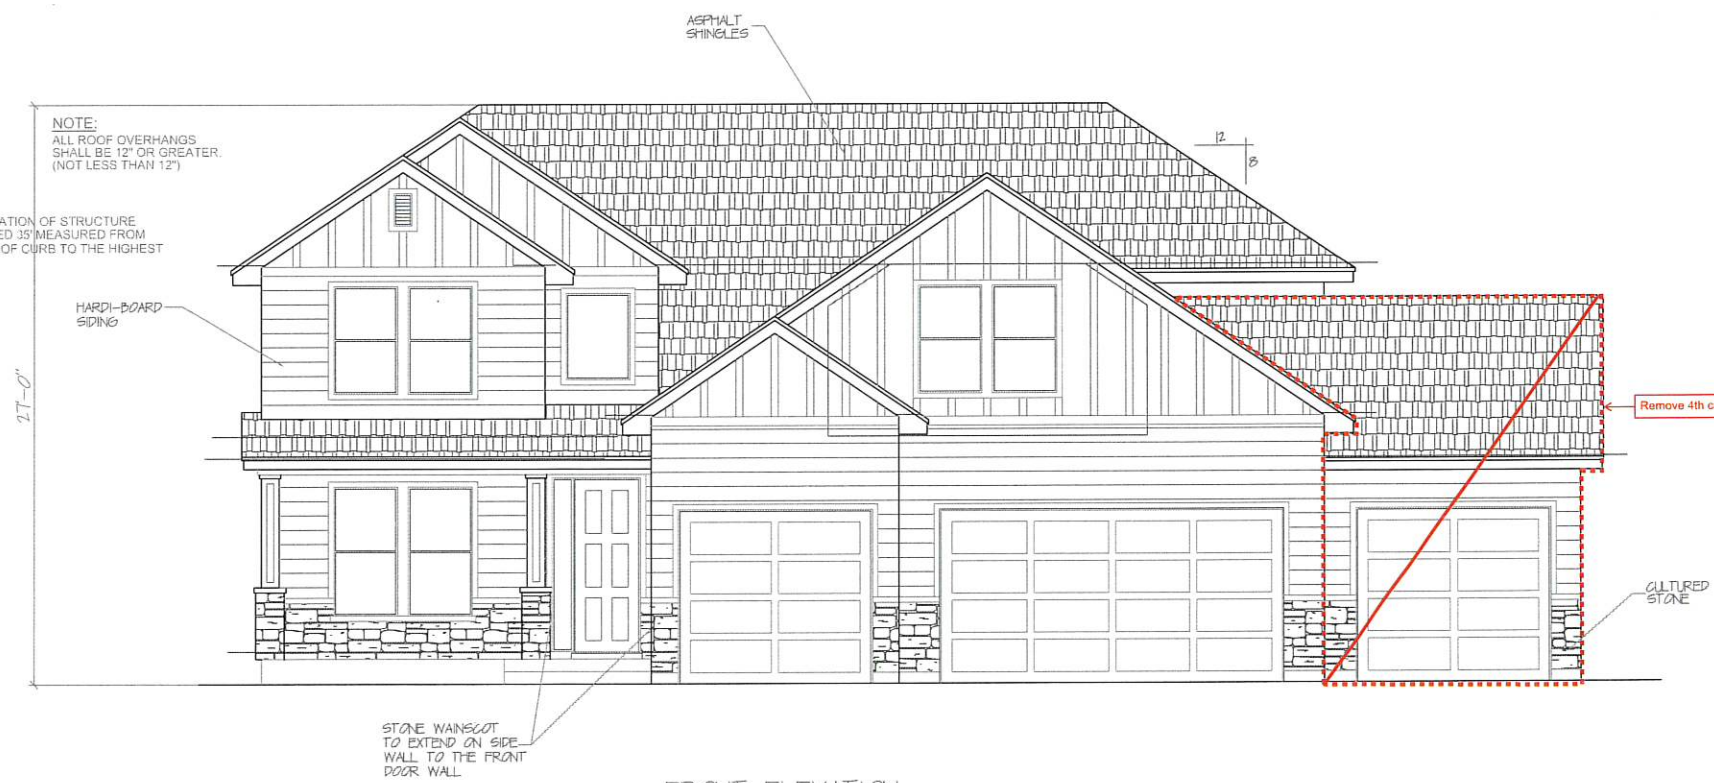 ASPHALT
SHINGLES
NOTE:
ALL ROOF OVERHANGS
SHALL BE 12" OR GREATER.
(NOT LESS THAN 12")
12
8
ATION OF STRUCTURE
ED 35' MEASURED FROM
OF CURB TO THE HIGHEST
HARDI-BOARD
SIDING
27'-0"
Remove 4th c
CULTURED
STONE
STONE WAINSCOT
TO EXTEND ON SIDE
WALL TO THE FRONT
DOOR WALL